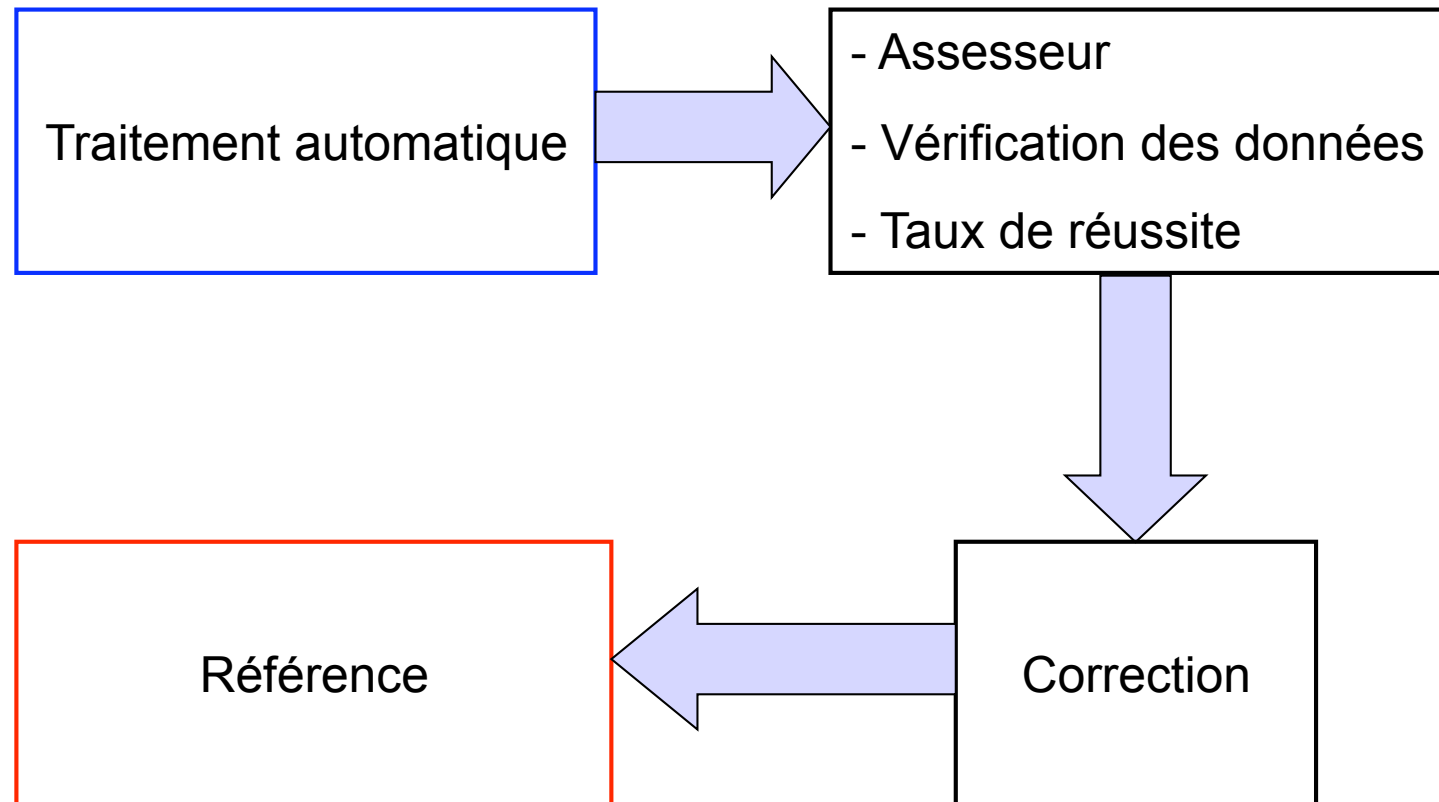 Traitement automatique
- Assesseur
- Vérification des données
- Taux de réussite
Correction
Référence